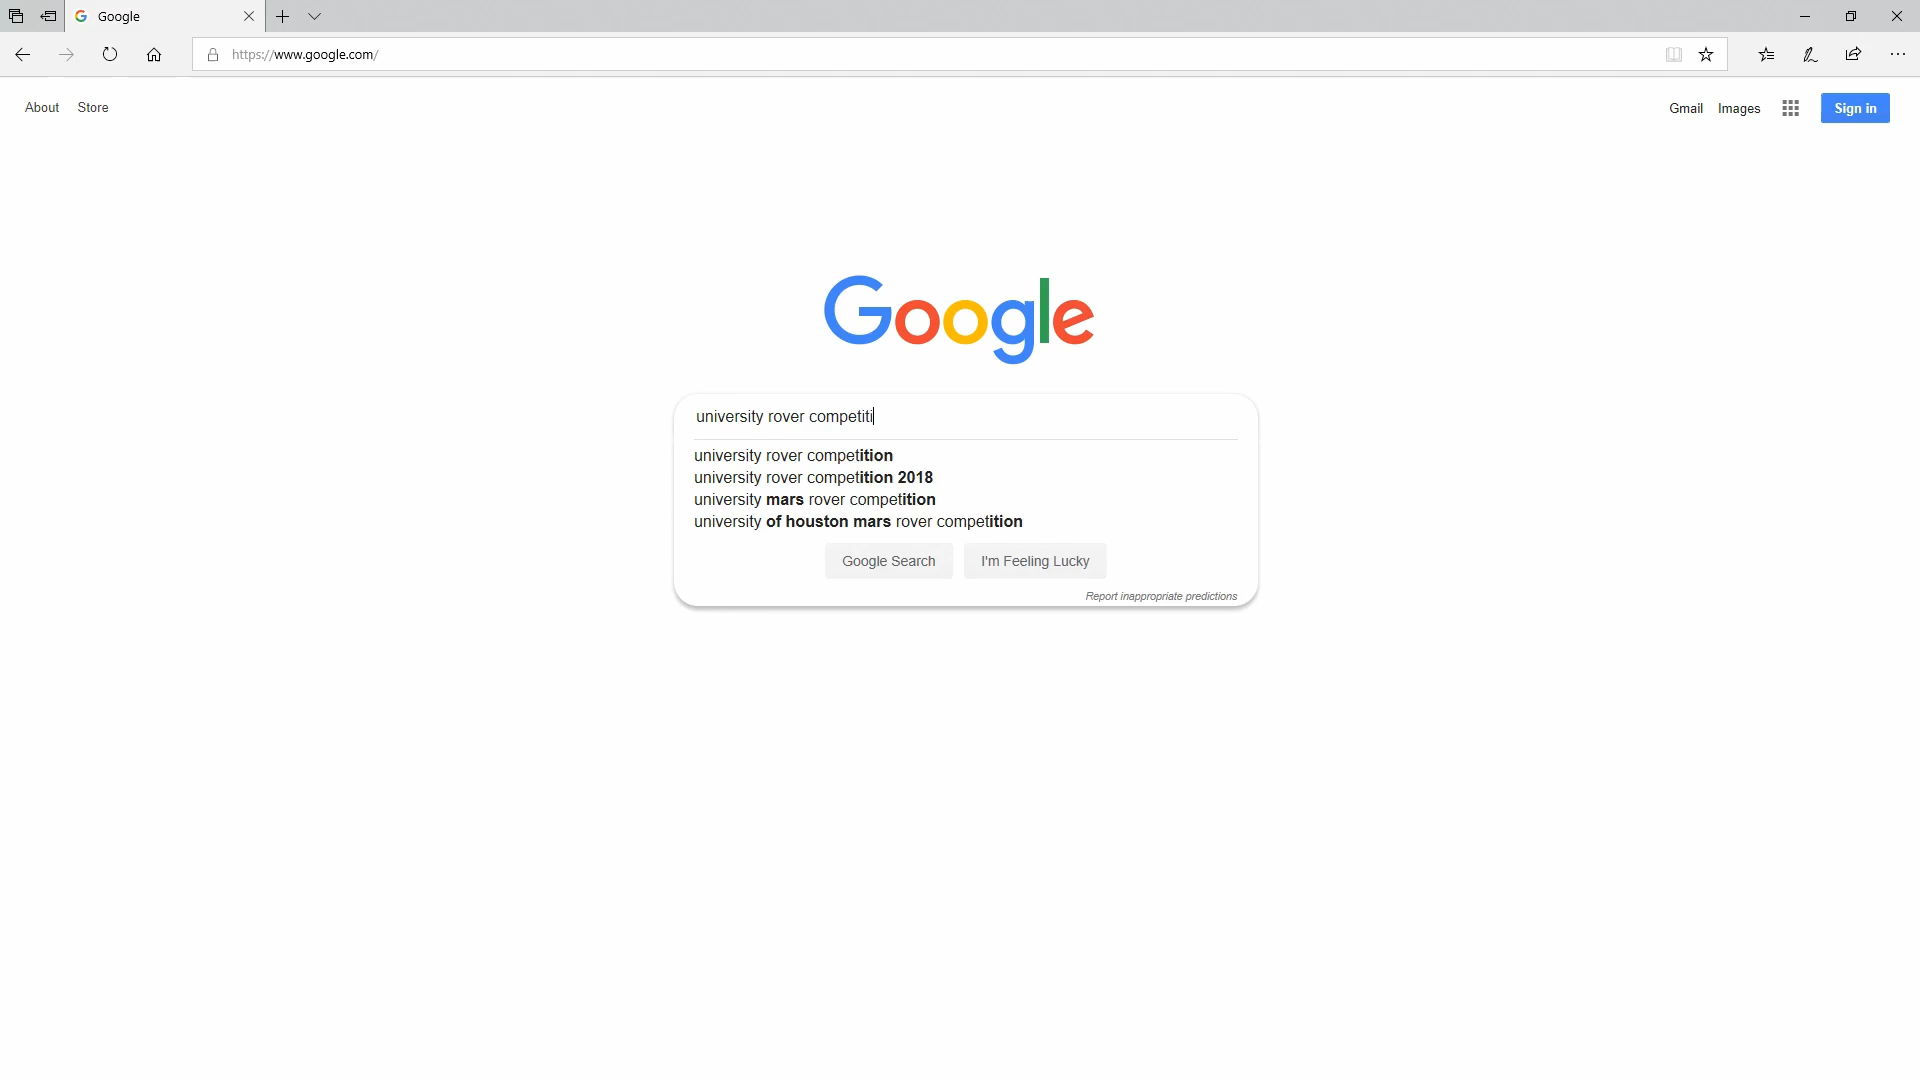 Google
https://www.google.com/
About Store
Gmail Images Sign in
Google
university rover competiti
university rover competition
university rover competition 2018
university mars rover competition
university of houston mars rover competition
Google Search I'm Feeling Lucky
Report inappropriate predictions